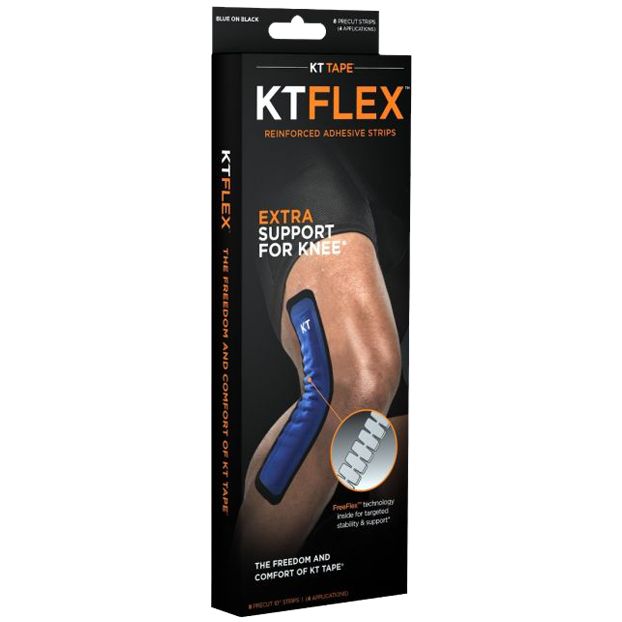 BLUE ON BLACK
8 PRECUT STRIPS
(4 APPLICATIONS)
KT TAPE®
KTFLEX™
REINFORCED ADHESIVE STRIPS
EXTRA
SUPPORT
FOR KNEE*
KT
FreeFlex™ technology
inside for targeted
stability & support*
THE FREEDOM AND
COMFORT OF KT TAPE®
8 PRECUT 10" STRIPS | (4 APPLICATIONS)
KTFLEX™
THE FREEDOM AND COMFORT OF KT TAPE®